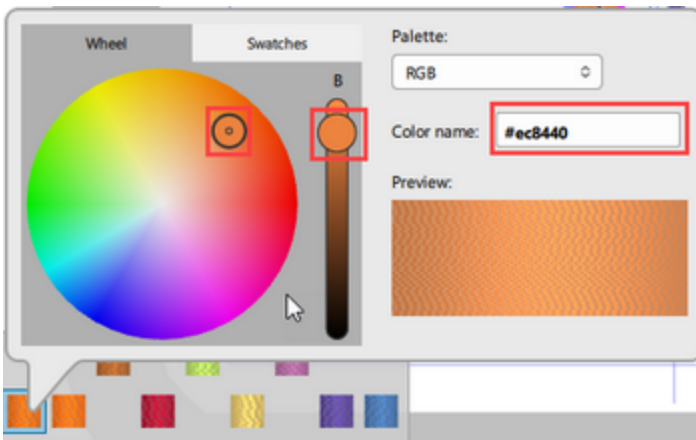 Wheel
Swatches
B
Palette:
RGB
Color name:
#ec8440
Preview: